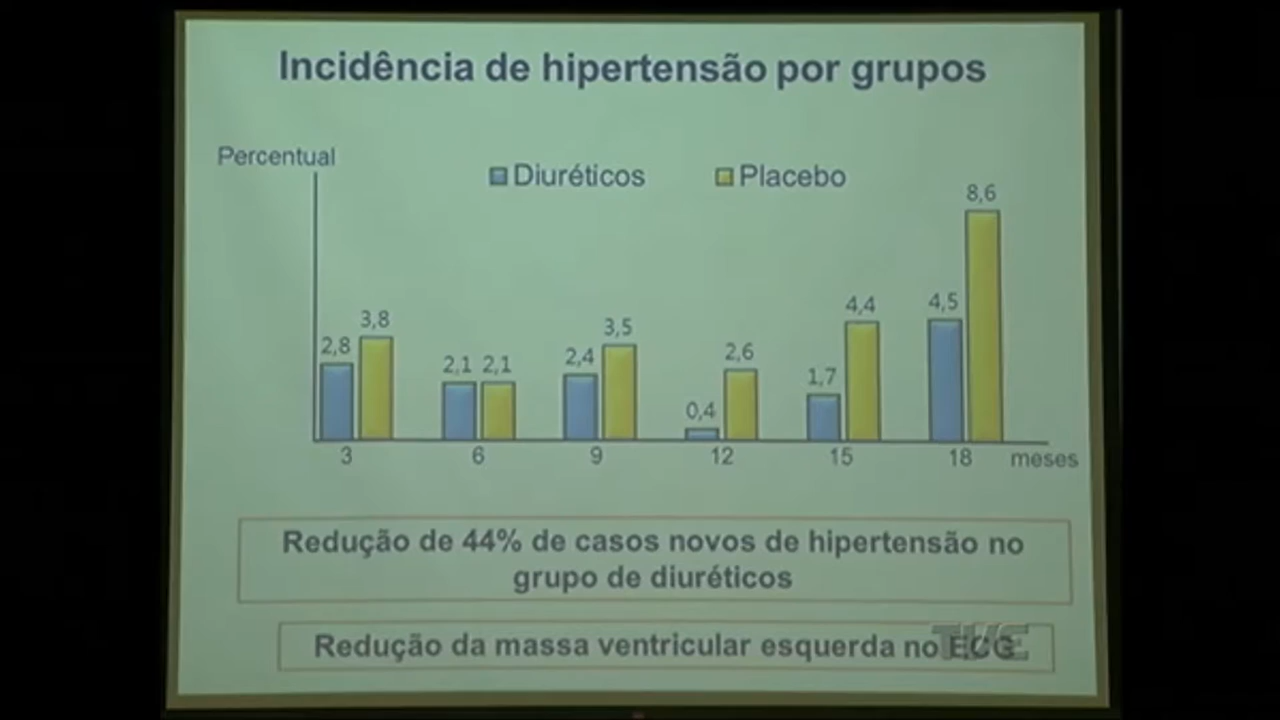 Incidência de hipertensão por grupos
Percentual
Diuréticos
Placebo
2,8 3,8 2,1 2,1 2,4 3,5 0,4 2,6 1,7 4,4 4,5 8,6
3 6 9 12 15 18 meses
Redução de 44% de casos novos de hipertensão no
grupo de diuréticos
Redução da massa ventricular esquerda no ECG
TVE